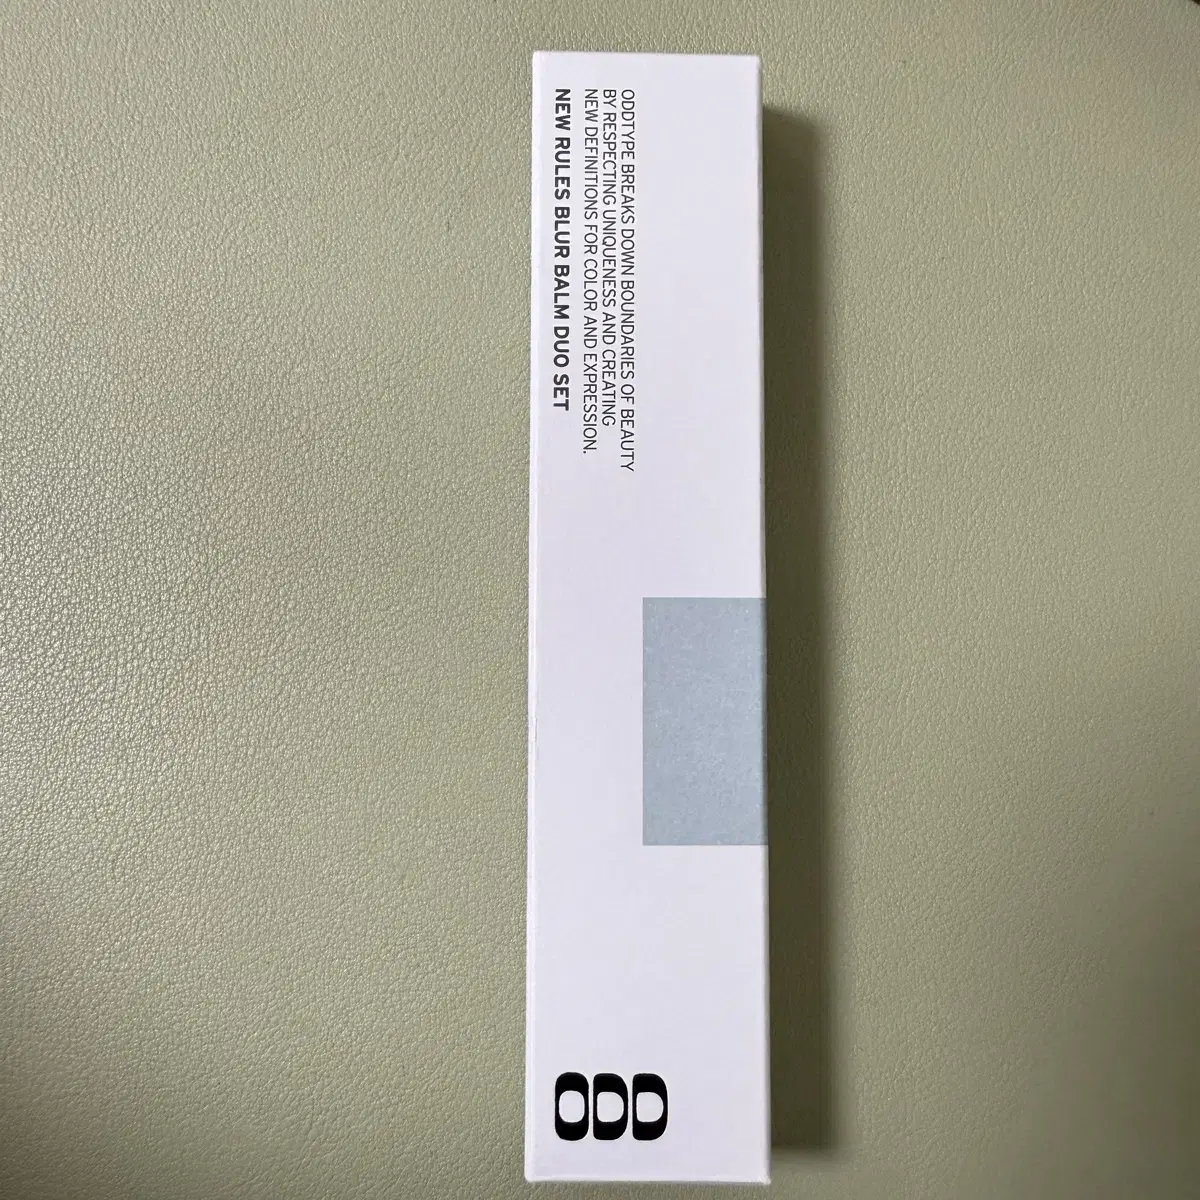 ODDTYPE BREAKS DOWN BOUNDARIES OF BEAUTY
BY RESPECTING UNIQUENESS AND CREATING
NEW DEFINITIONS FOR COLOR AND EXPRESSION.
NEW RULES BLUR BALM DUO SET
ODD